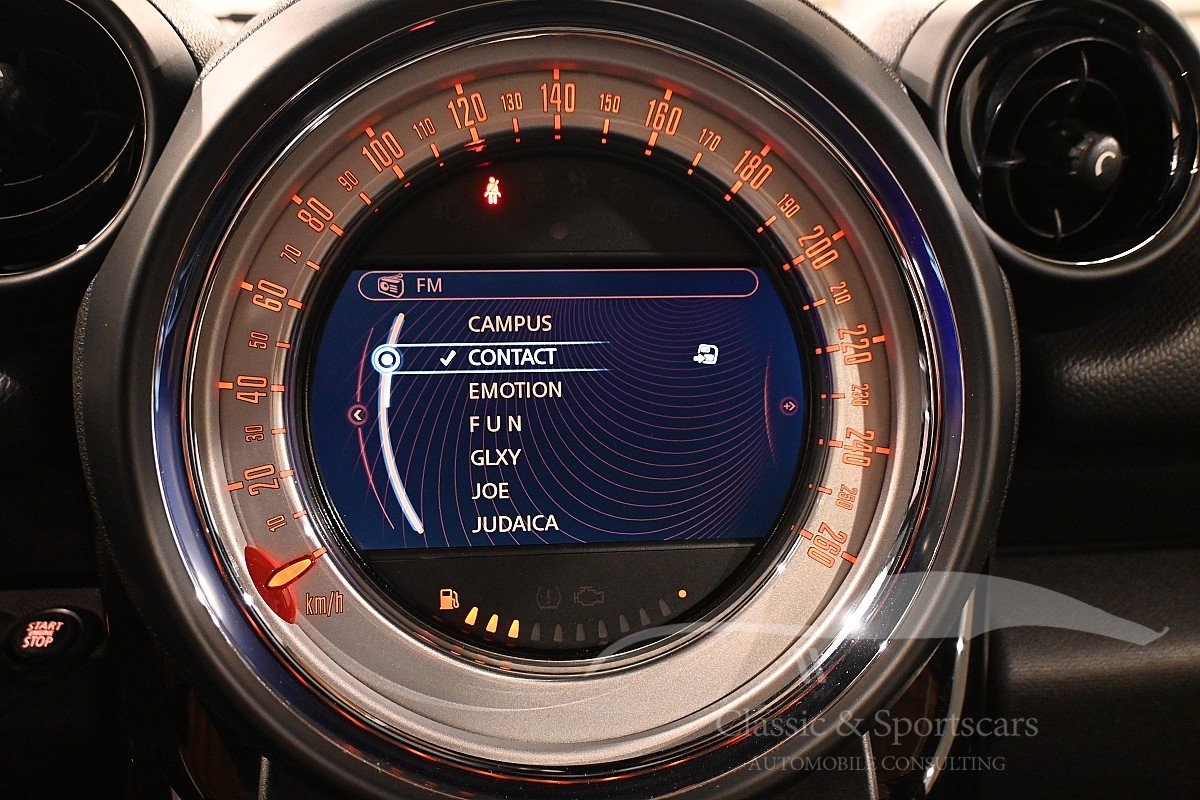 10
20
30
40
50
60
70
80
90
100
110
120
130
140
150
160
170
180
190
200
210
220
230
240
250
260
km/h
FM
CAMPUS
CONTACT
EMOTION
F U N
GLXY
JOE
JUDAICA
START
STOP
Classic & Sportscars
AUTOMOBILE CONSULTING